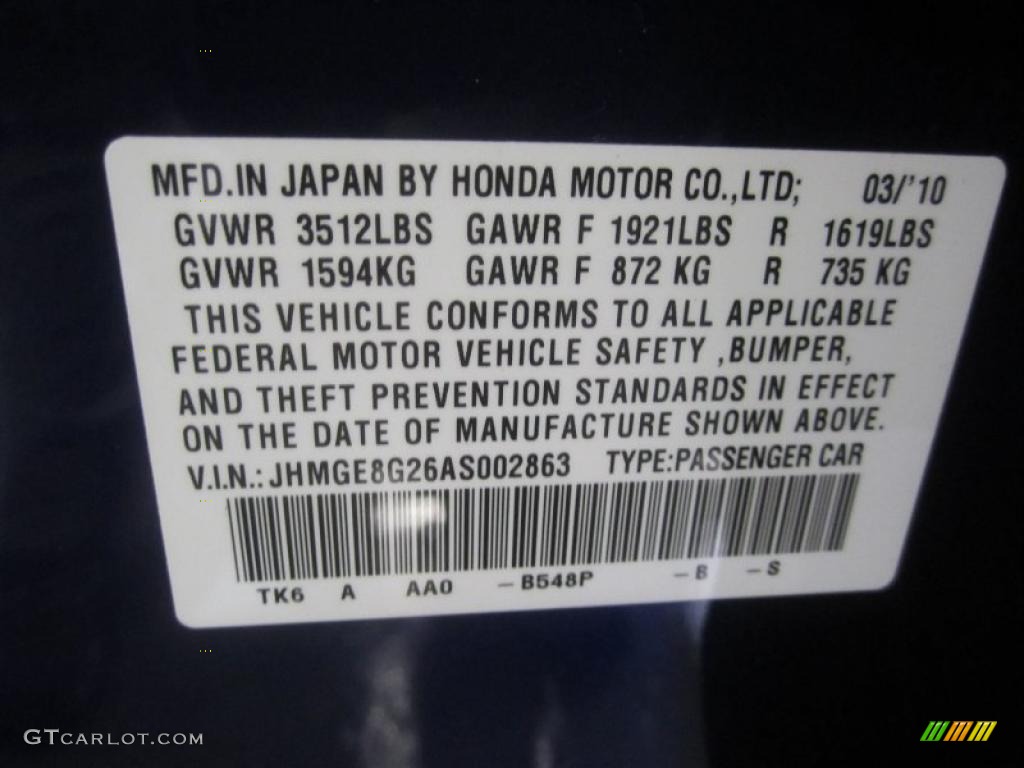 MFD.IN JAPAN BY HONDA MOTOR CO.,LTD; 03/'10
GVWR 3512LBS GAWR F 1921LBS R 1619LBS
GVWR 1594KG GAWR F 872 KG R 735 KG
THIS VEHICLE CONFORMS TO ALL APPLICABLE
FEDERAL MOTOR VEHICLE SAFETY ,BUMPER,
AND THEFT PREVENTION STANDARDS IN EFFECT
ON THE DATE OF MANUFACTURE SHOWN ABOVE.
V.I.N.: JHMGE8G26AS002863 TYPE:PASSENGER CAR
TK6 A AA0 –B548P –B –S
GTCARLOT.COM